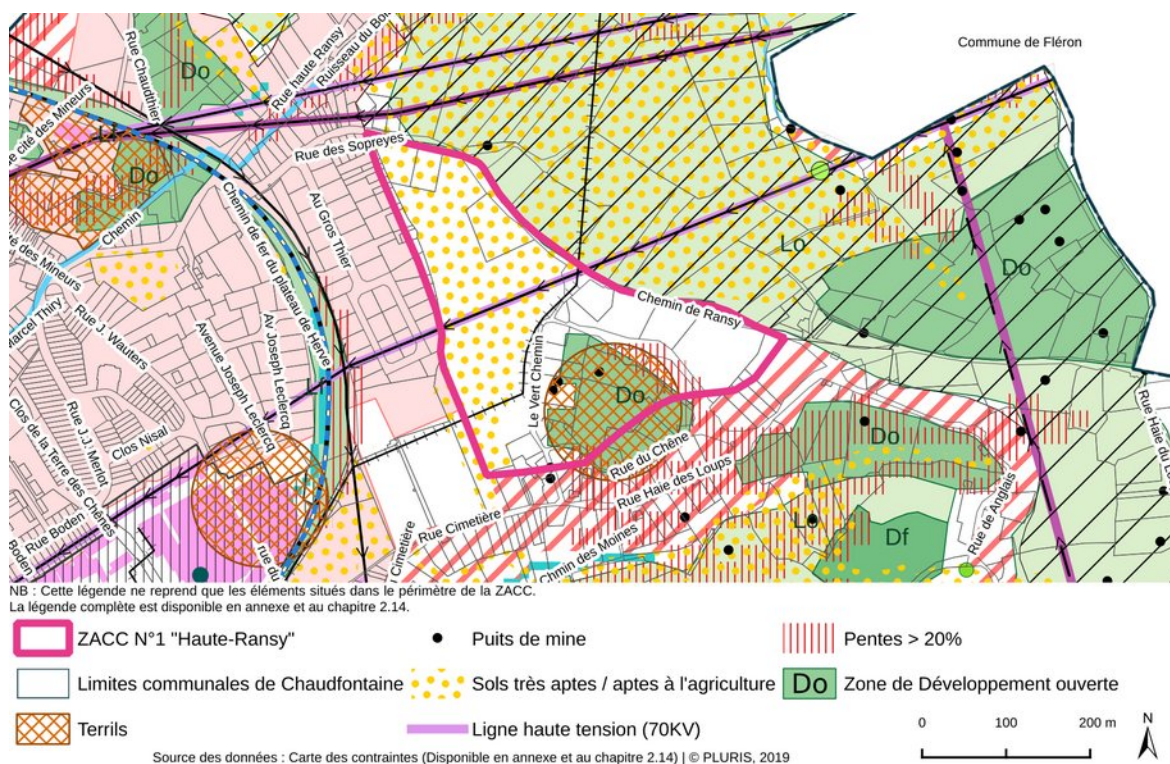 Commune de Fléron
Rue Chaudthier
Do
Rue haute Ransy
Ruisseau du Boi
e cité des Mineurs
Do
Rue des Sopreyes
Chemin
Chemin de fer du plateau de Herve
Au Gros Thier
é des Mineurs
arcel Thiry
Rue J. Wauters
Avenue Joseph Leclercq
Av Joseph Leclercq
Lo
Do
Chemin de Ransy
Le Vert Chemin
Do
Rue J.J. Merlot
Clos Nisal
Clos de la Terre des Chênes
Rue du Chêne
Do
Rue Haie des Loups
Rue Haie du
Rue Boden
Boden
rue du
Cimetière
Rue Cimetière
Chmin des Moines
Lo
Df
Rue de Anglais
NB : Cette légende ne reprend que les éléments situés dans le périmètre de la ZACC.
La légende complète est disponible en annexe et au chapitre 2.14.
ZACC N°1 "Haute-Ransy"
Puits de mine
Pentes > 20%
Limites communales de Chaudfontaine
Sols très aptes / aptes à l'agriculture
Do
Zone de Développement ouverte
Terrils
Ligne haute tension (70KV)
0 100 200 m
N
Source des données : Carte des contraintes (Disponible en annexe et au chapitre 2.14) | © PLURIS, 2019